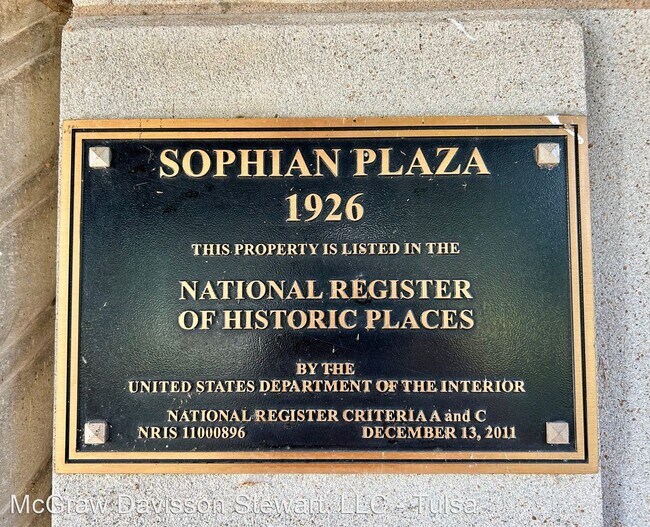 SOPHIAN PLAZA
1926
THIS PROPERTY IS LISTED IN THE
NATIONAL REGISTER
OF HISTORIC PLACES
BY THE
UNITED STATES DEPARTMENT OF THE INTERIOR
NATIONAL REGISTER CRITERIA A and C
NRIS 11000896 DECEMBER 13, 2011
McGraw Davisson Stewart, LLC - Tulsa